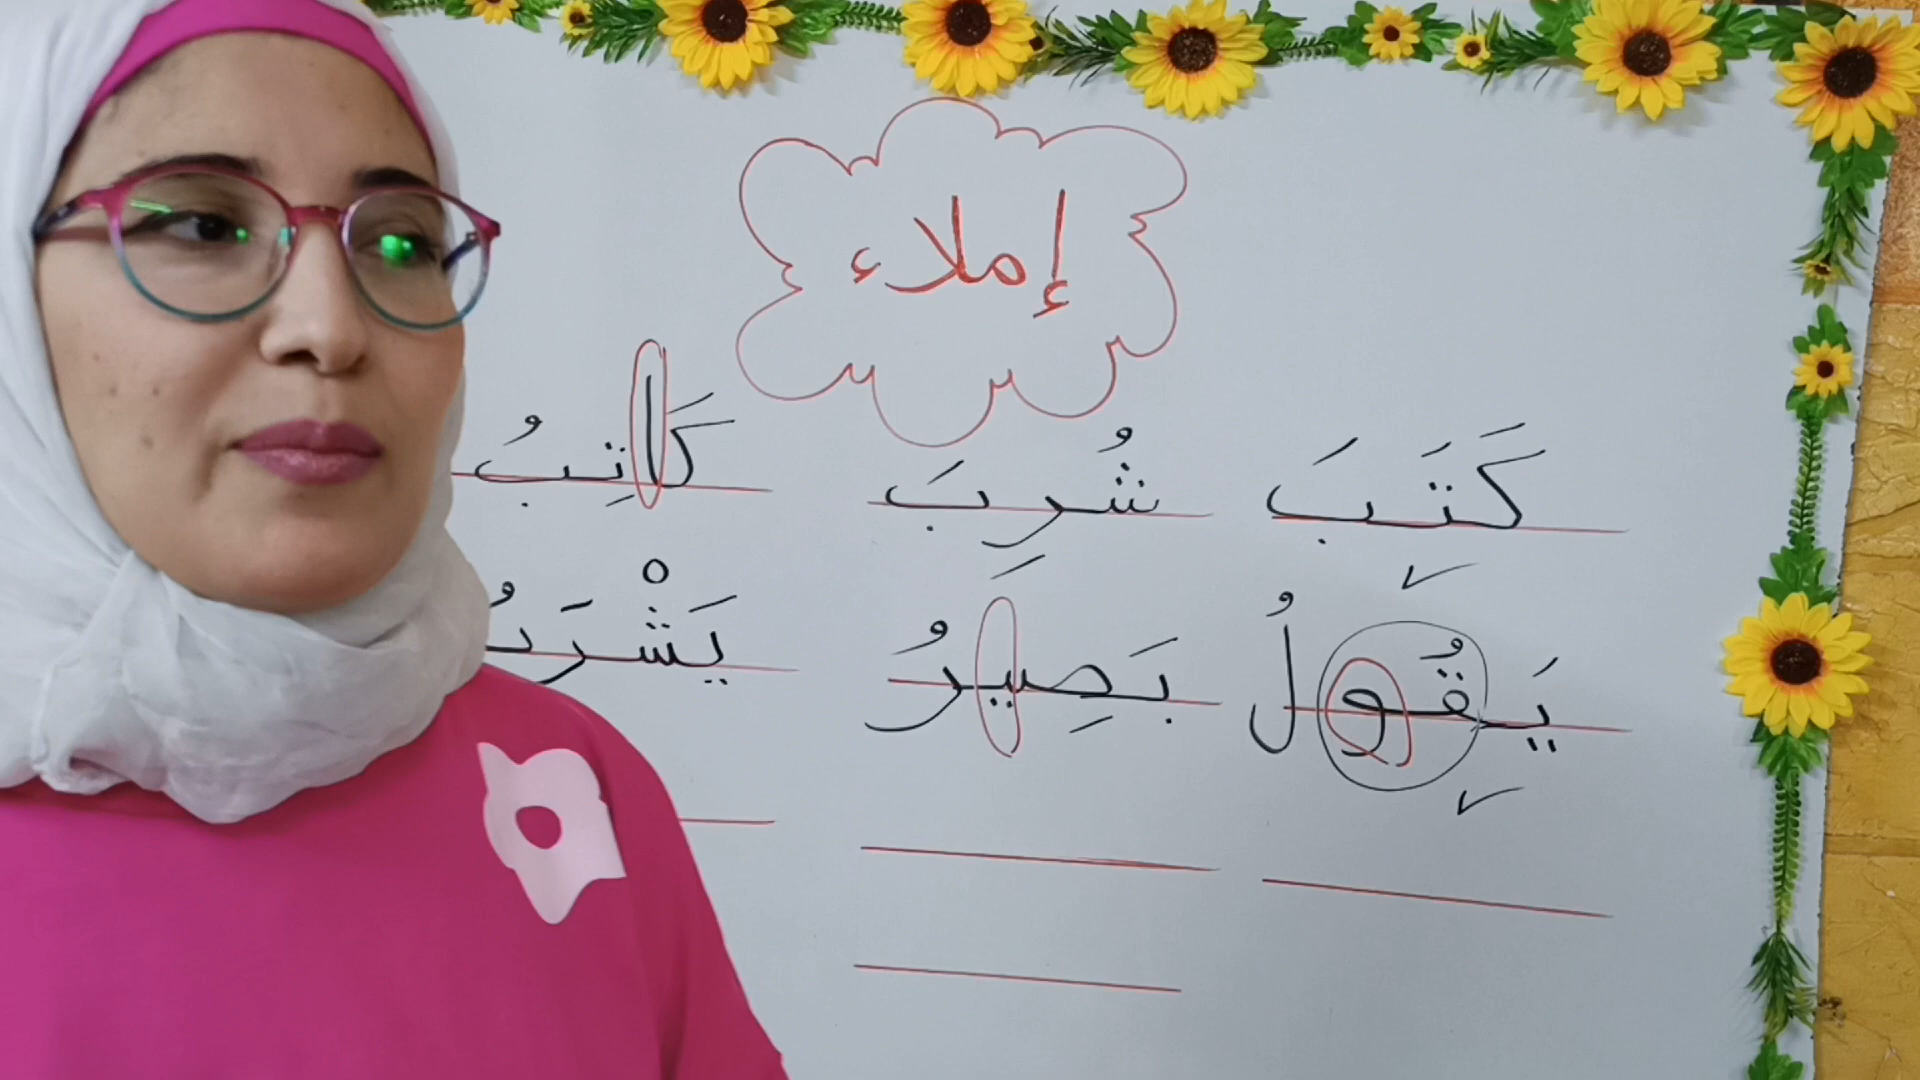 إملاء
كَتَبَ شُرِبَ كَاتِبُ
يَقُولُ بَصِيرُ